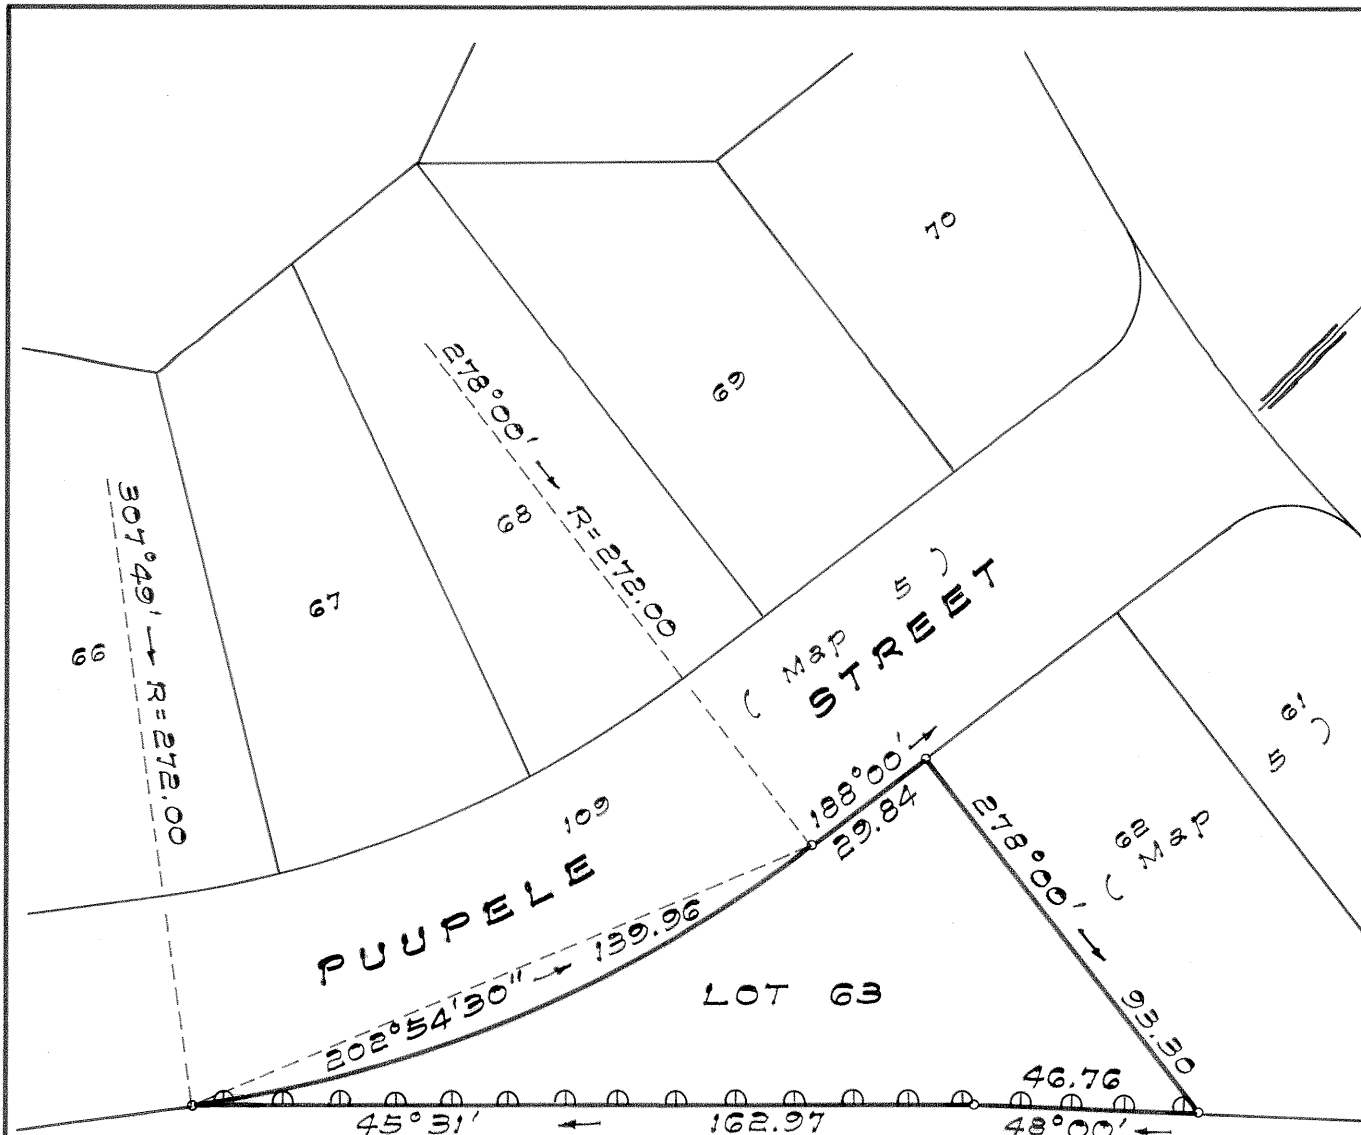 70
69
278°00' → R=272.00
68
307°49' → R=272.00
67
66
( Map 5 )
STREET
61
5 )
188°00' →
29.84
109
62
( Map
278°00' → 93.30
PUUPELE
202°54'30" → 139.96
LOT 63
46.76
45°31' ← 162.97
48°00' ←